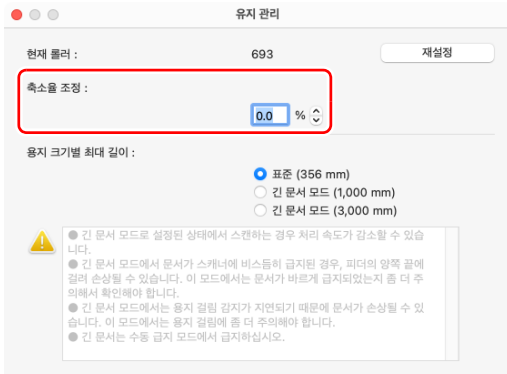 유지 관리
현재 롤러 : 693 재설정
축소율 조정 :
0.0 %
용지 크기별 최대 길이 :
표준 (356 mm)
긴 문서 모드 (1,000 mm)
긴 문서 모드 (3,000 mm)
● 긴 문서 모드로 설정된 상태에서 스캔하는 경우 처리 속도가 감소할 수 있습
니다.
● 긴 문서 모드에서 문서가 스캐너에 비스듬히 급지된 경우, 피더의 양쪽 끝에
걸려 손상될 수 있습니다. 이 모드에서는 문서가 바르게 급지되었는지 좀 더 주
의해서 확인해야 합니다.
● 긴 문서 모드에서는 용지 걸림 감지가 지연되기 때문에 문서가 손상될 수 있
습니다. 이 모드에서는 용지 걸림에 좀 더 주의해야 합니다.
● 긴 문서는 수동 급지 모드에서 급지하십시오.